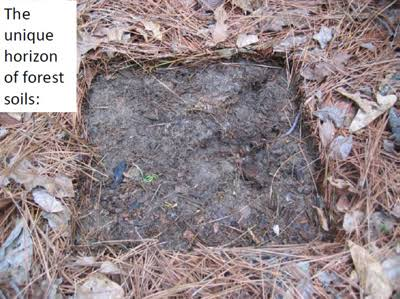 The
unique
horizon
of forest
soils: